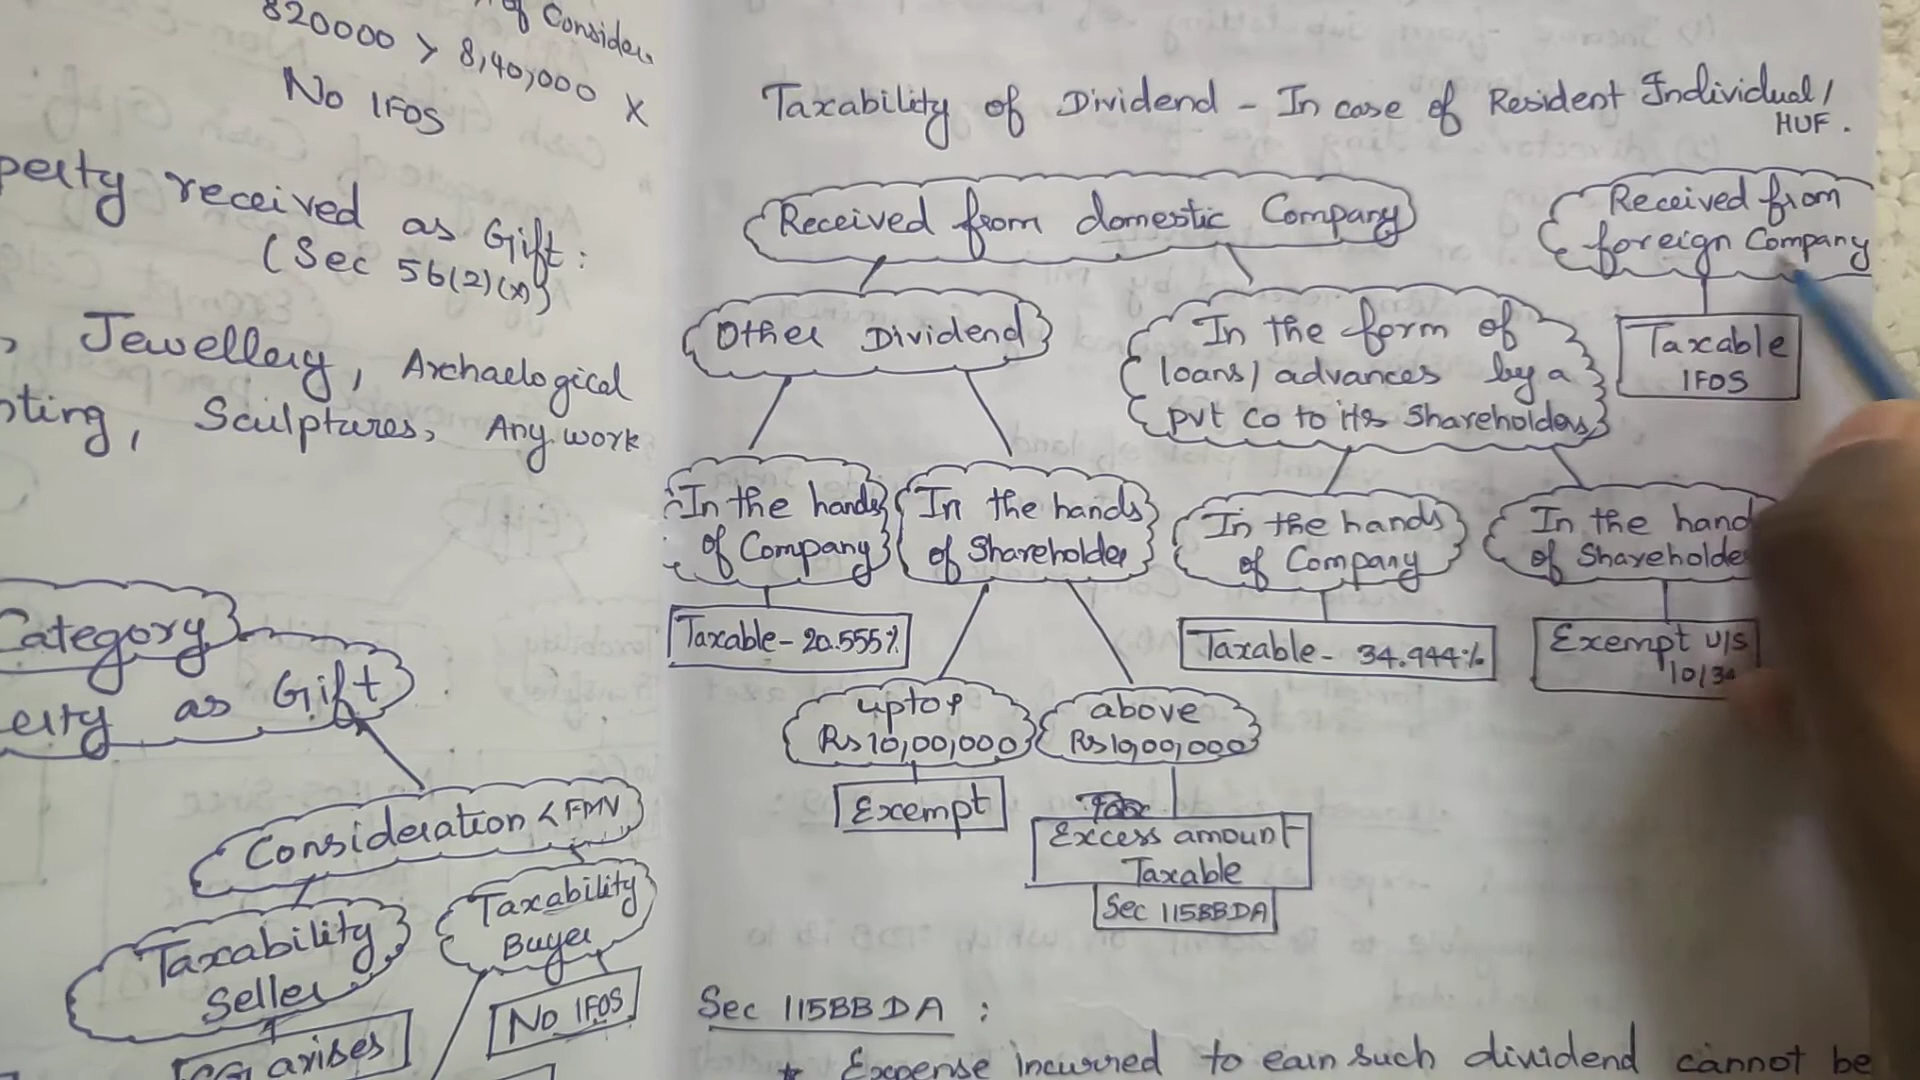 of Consider
820000 > 8,40,000 X
No IFOS
perty received as Gift:
(Sec 56(2)(x))
Jewellery, Archaelogical
ting, Sculptures, Any work
Category
erty as Gift
Consideration < FMV
Taxability
Seller
Taxability
Buyer
CG arises
No IFOS
Taxability of Dividend - In case of Resident Individual/
HUF.
Received from domestic Company
Received from
foreign Company
Other Dividend
In the form of
loans/advances by a
pvt co to its Shareholders
Taxable
IFOS
In the hands
of Company
In the hands
of Shareholder
In the hands
of Company
In the hand
of Shareholde
Taxable - 20.555%
Taxable - 34.944%
Exempt U/S
10/34
upto
Rs 10,00,000
above
Rs 10,00,000
Exempt
Excess amount
Taxable
Sec 115BBDA
Sec 115BBDA :
* Expense incurred to earn such dividend cannot be